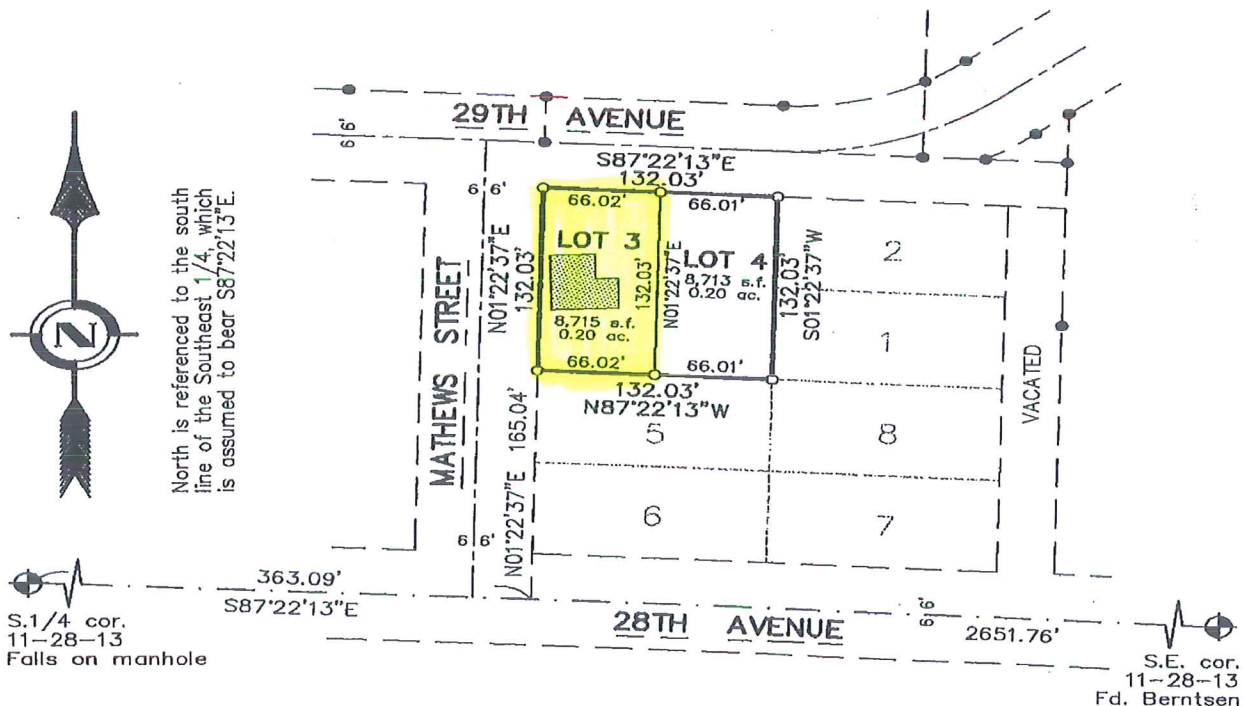 29TH AVENUE
6'6'
S87°22'13"E
132.03'
6 6'
66.02'
66.01'
North is referenced to the south
line of the Southeast 1/4, which
is assumed to bear S87°22'13"E.
N
MATHEWS STREET
N01°22'37"E
132.03'
LOT 3
8,715 s.f.
0.20 ac.
132.03'
N01°22'37"E
LOT 4
8,713 s.f.
0.20 ac.
132.03'
S01°22'37"W
2
1
VACATED
66.02'
66.01'
132.03'
N87°22'13"W
5
8
6
7
N01°22'37"E 165.04'
6 6'
363.09'
S87°22'13"E
S.1/4 cor.
11-28-13
Falls on manhole
28TH AVENUE
6'6'
2651.76'
S.E. cor.
11-28-13
Fd. Berntsen